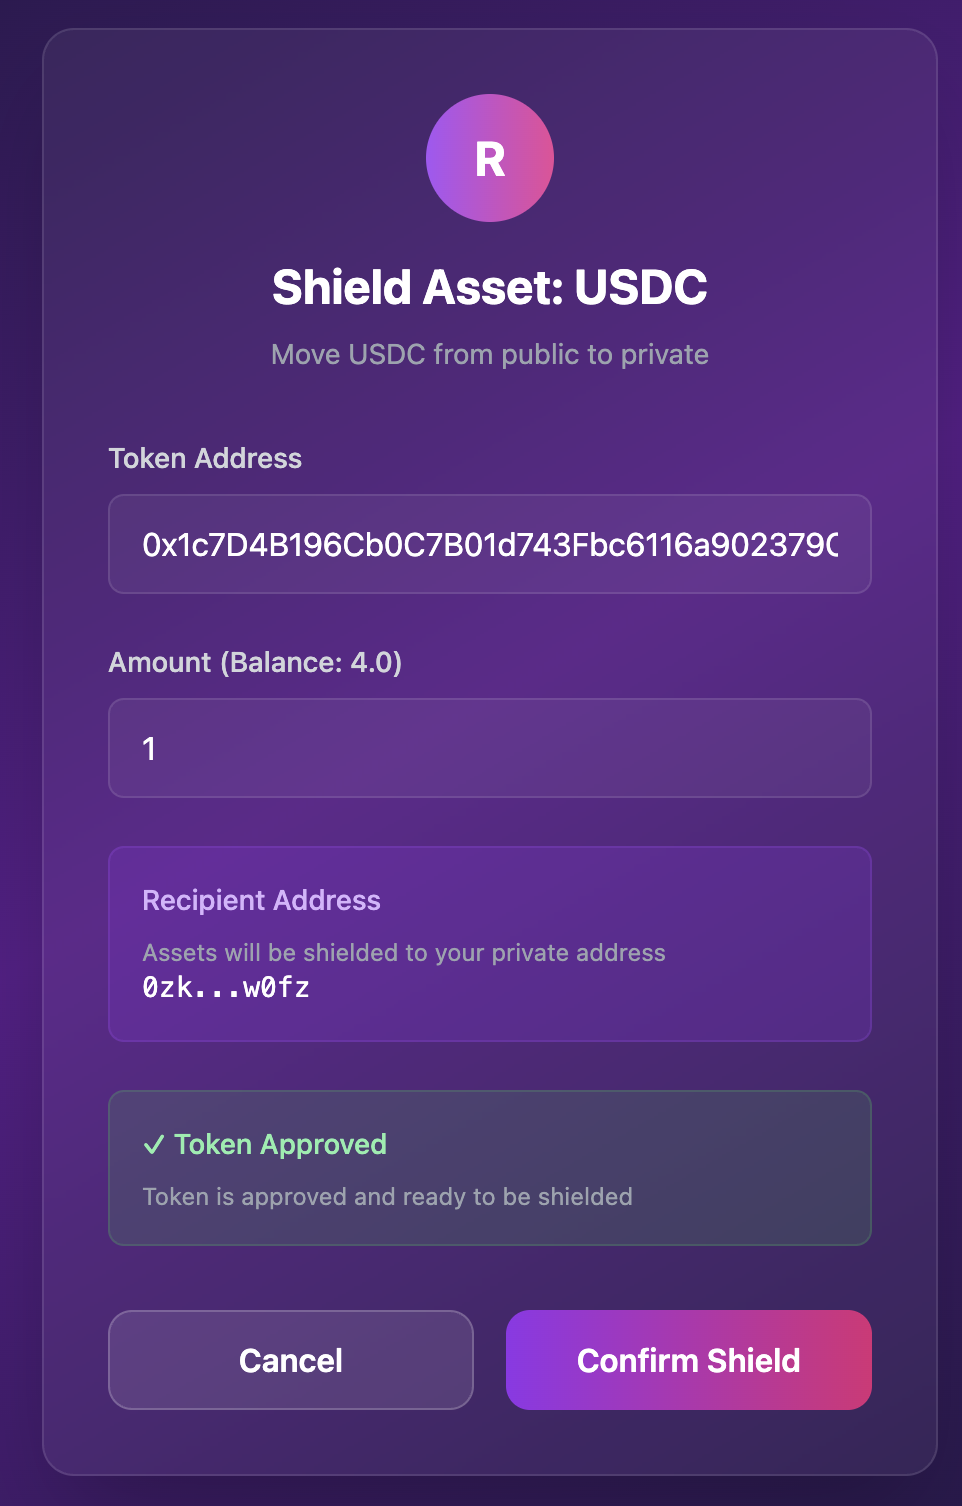 R
Shield Asset: USDC
Move USDC from public to private
Token Address
0x1c7D4B196Cb0C7B01d743Fbc6116a902379C
Amount (Balance: 4.0)
1
Recipient Address
Assets will be shielded to your private address
0zk...w0fz
✓ Token Approved
Token is approved and ready to be shielded
Cancel
Confirm Shield